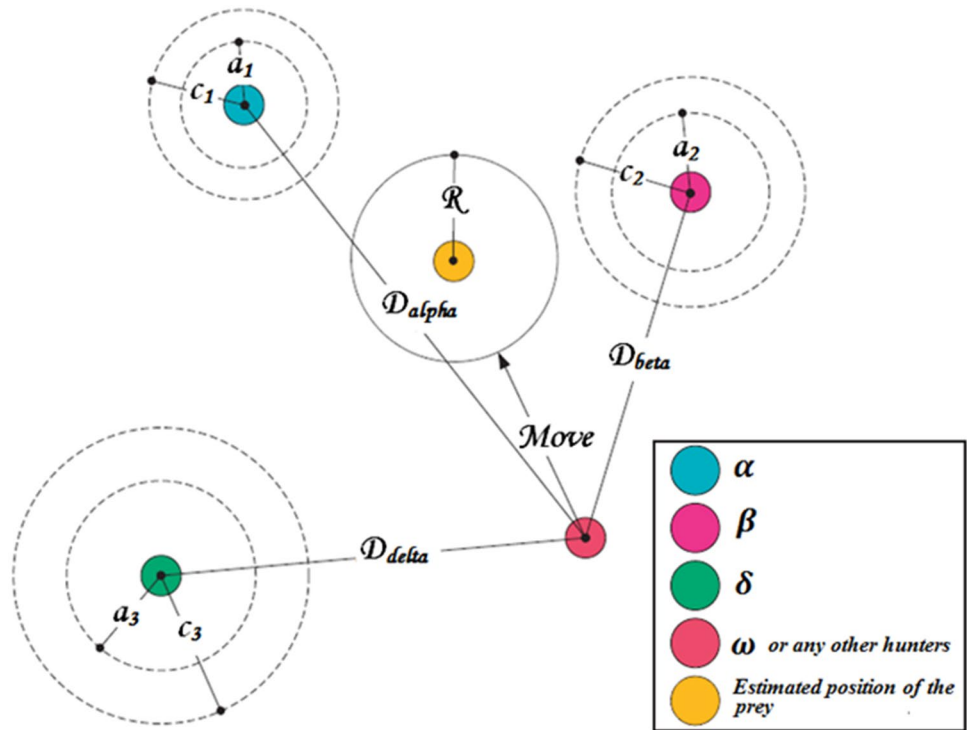 a1
c1
a2
c2
R
Dalpha
Dbeta
Move
Ddelta
a3
c3
α
β
δ
ω or any other hunters
Estimated position of the
prey